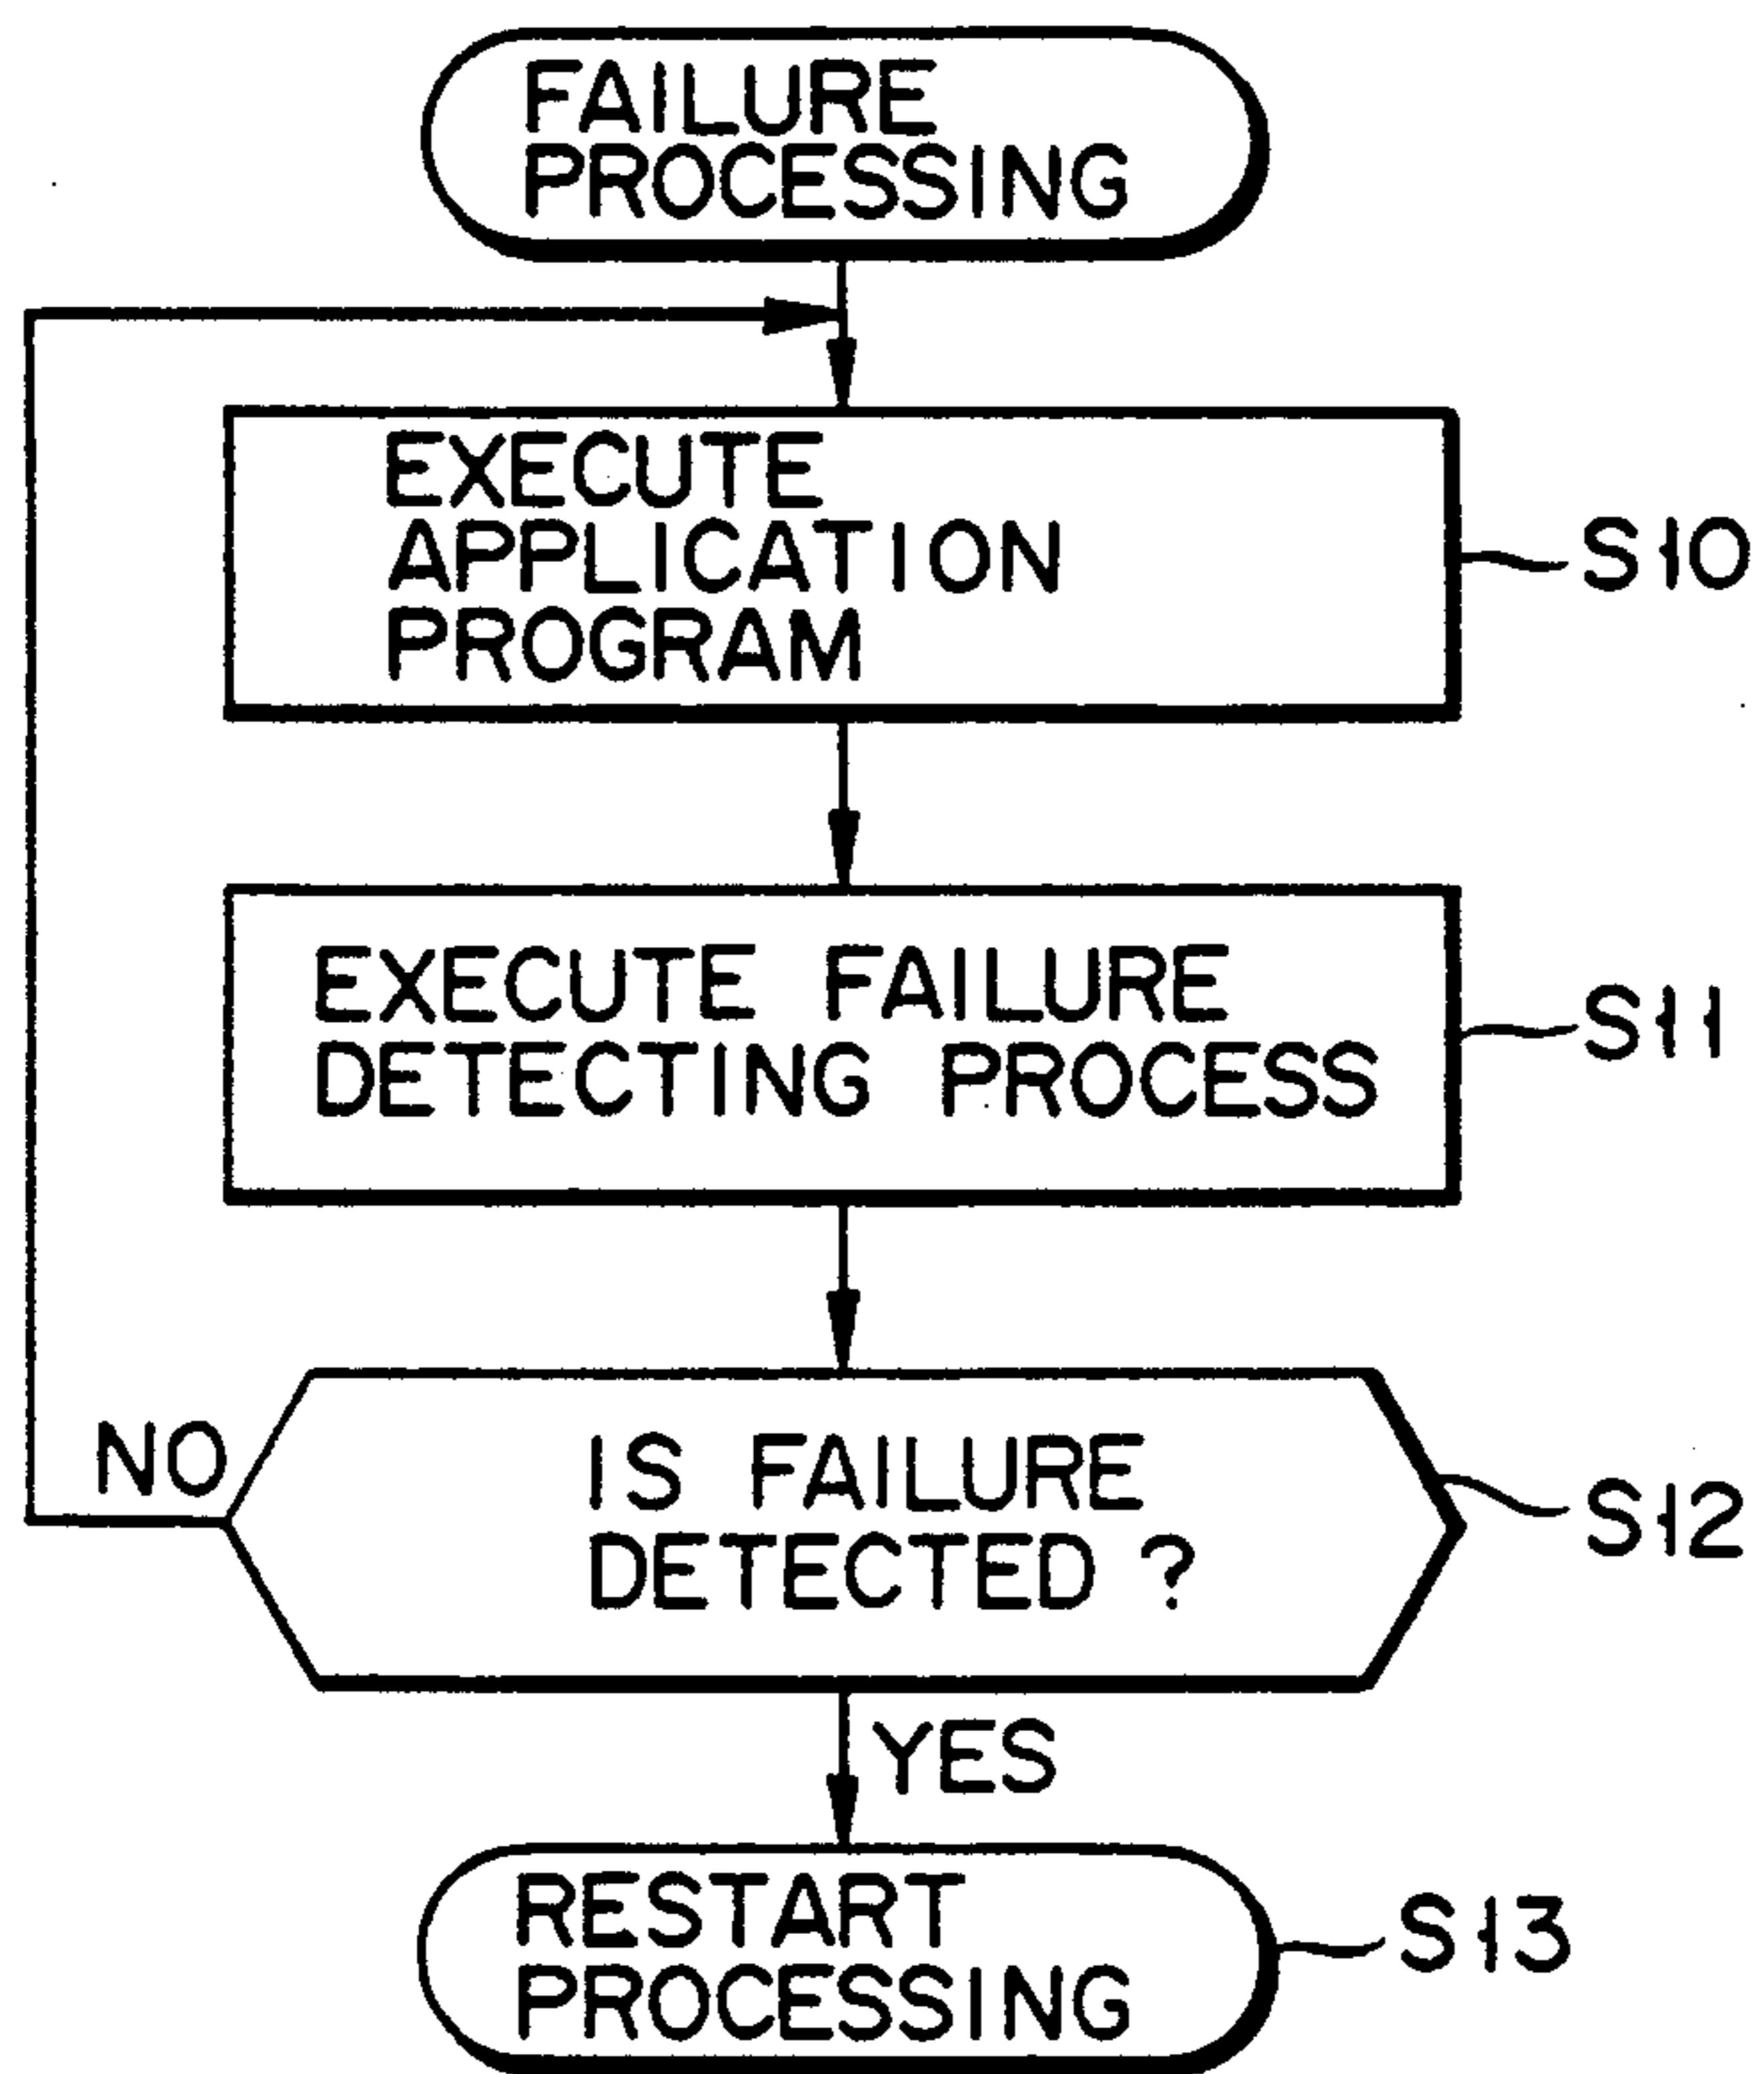 FAILURE
PROCESSING
EXECUTE
APPLICATION
PROGRAM
S10
EXECUTE FAILURE
DETECTING PROCESS
S11
NO
IS FAILURE
DETECTED ?
S12
YES
RESTART
PROCESSING
S13